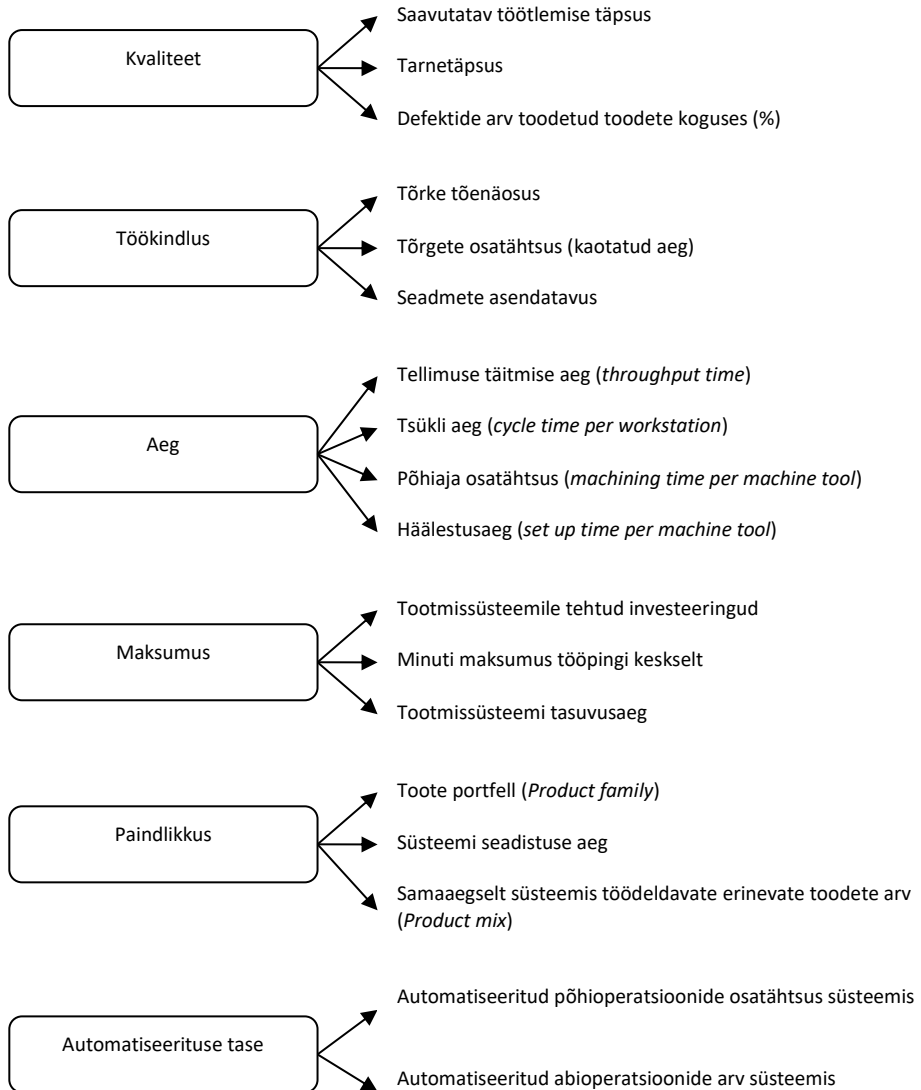 Kvaliteet
Saavutatav töötlemise täpsus
Tarnetäpsus
Defektide arv toodetud toodete koguses (%)
Töökindlus
Tõrke tõenäosus
Tõrgete osatähtsus (kaotatud aeg)
Seadmete asendatavus
Aeg
Tellimuse täitmise aeg (throughput time)
Tsükli aeg (cycle time per workstation)
Põhiaja osatähtsus (machining time per machine tool)
Häälestusaeg (set up time per machine tool)
Maksumus
Tootmissüsteemile tehtud investeeringud
Minuti maksumus tööpingi keskselt
Tootmissüsteemi tasuvusaeg
Paindlikkus
Toote portfell (Product family)
Süsteemi seadistuse aeg
Samaaegselt süsteemis töödeldavate erinevate toodete arv
(Product mix)
Automatiseerituse tase
Automatiseeritud põhioperatsioonide osatähtsus süsteemis
Automatiseeritud abioperatsioonide arv süsteemis